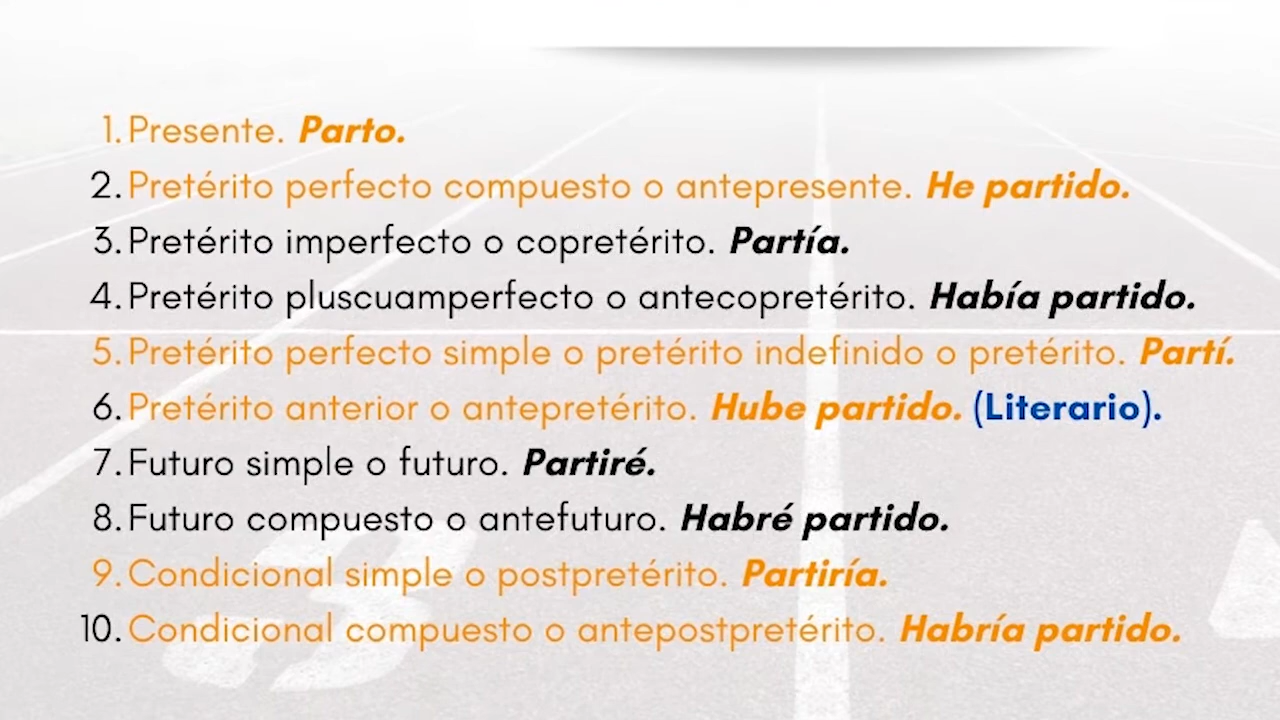 1. Presente. Parto.
2. Pretérito perfecto compuesto o antepresente. He partido.
3. Pretérito imperfecto o copretérito. Partía.
4. Pretérito pluscuamperfecto o antecopretérito. Había partido.
5. Pretérito perfecto simple o pretérito indefinido o pretérito. Partí.
6. Pretérito anterior o antepretérito. Hube partido. (Literario).
7. Futuro simple o futuro. Partiré.
8. Futuro compuesto o antefuturo. Habré partido.
9. Condicional simple o postpretérito. Partiría.
10. Condicional compuesto o antepostpretérito. Habría partido.